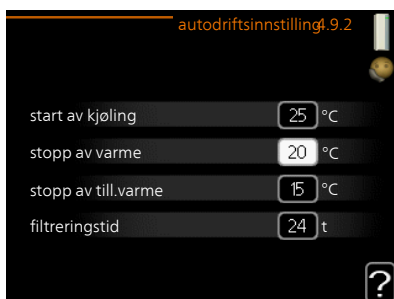 autodriftsinnstilling4.9.2
start av kjøling 25 °C
stopp av varme 20 °C
stopp av till.varme 15 °C
filtreringstid 24 t
?